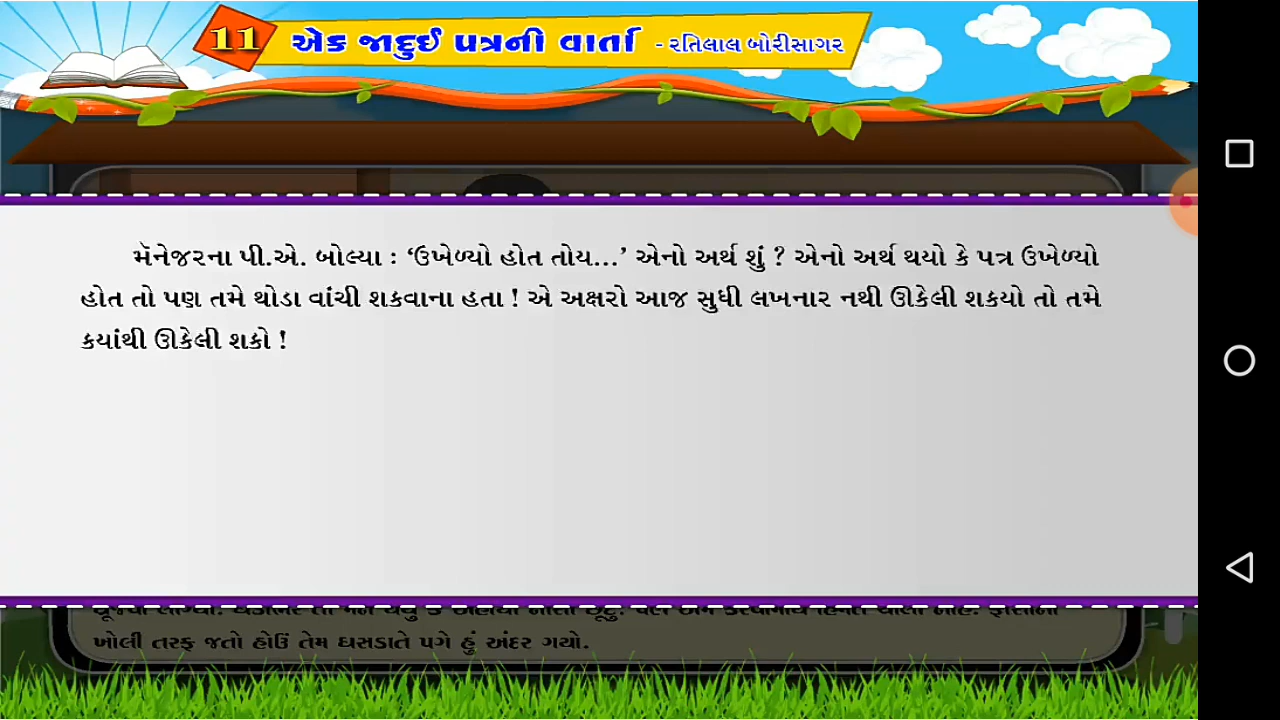 11 એક જાદુઈ પત્રની વાર્તા - રતિલાલ બોરીસાગર
મૅનેજરના પી.એ. બોલ્યા : ‘ઉખેળ્યો હોત તોય...’ એનો અર્થ શું ? એનો અર્થ થયો કે પત્ર ઉખેળ્યો
હોત તો પણ તમે થોડા વાંચી શકવાના હતા ! એ અક્ષરો આજ સુધી લખનાર નથી ઊકેલી શકયો તો તમે
કયાંથી ઊકેલી શકો !
ખોલી તરફ જતો હોઉં તેમ ઘસડાતે પગે હું અંદર ગયો.